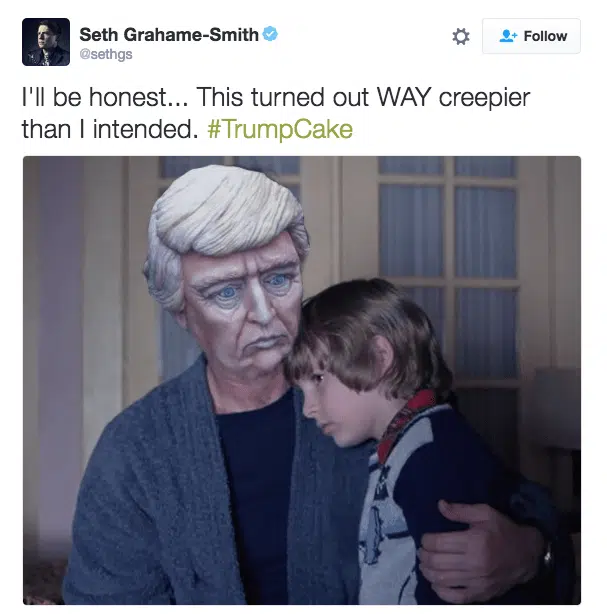 Seth Grahame-Smith
@sethgs
Follow
I'll be honest... This turned out WAY creepier
than I intended. #TrumpCake